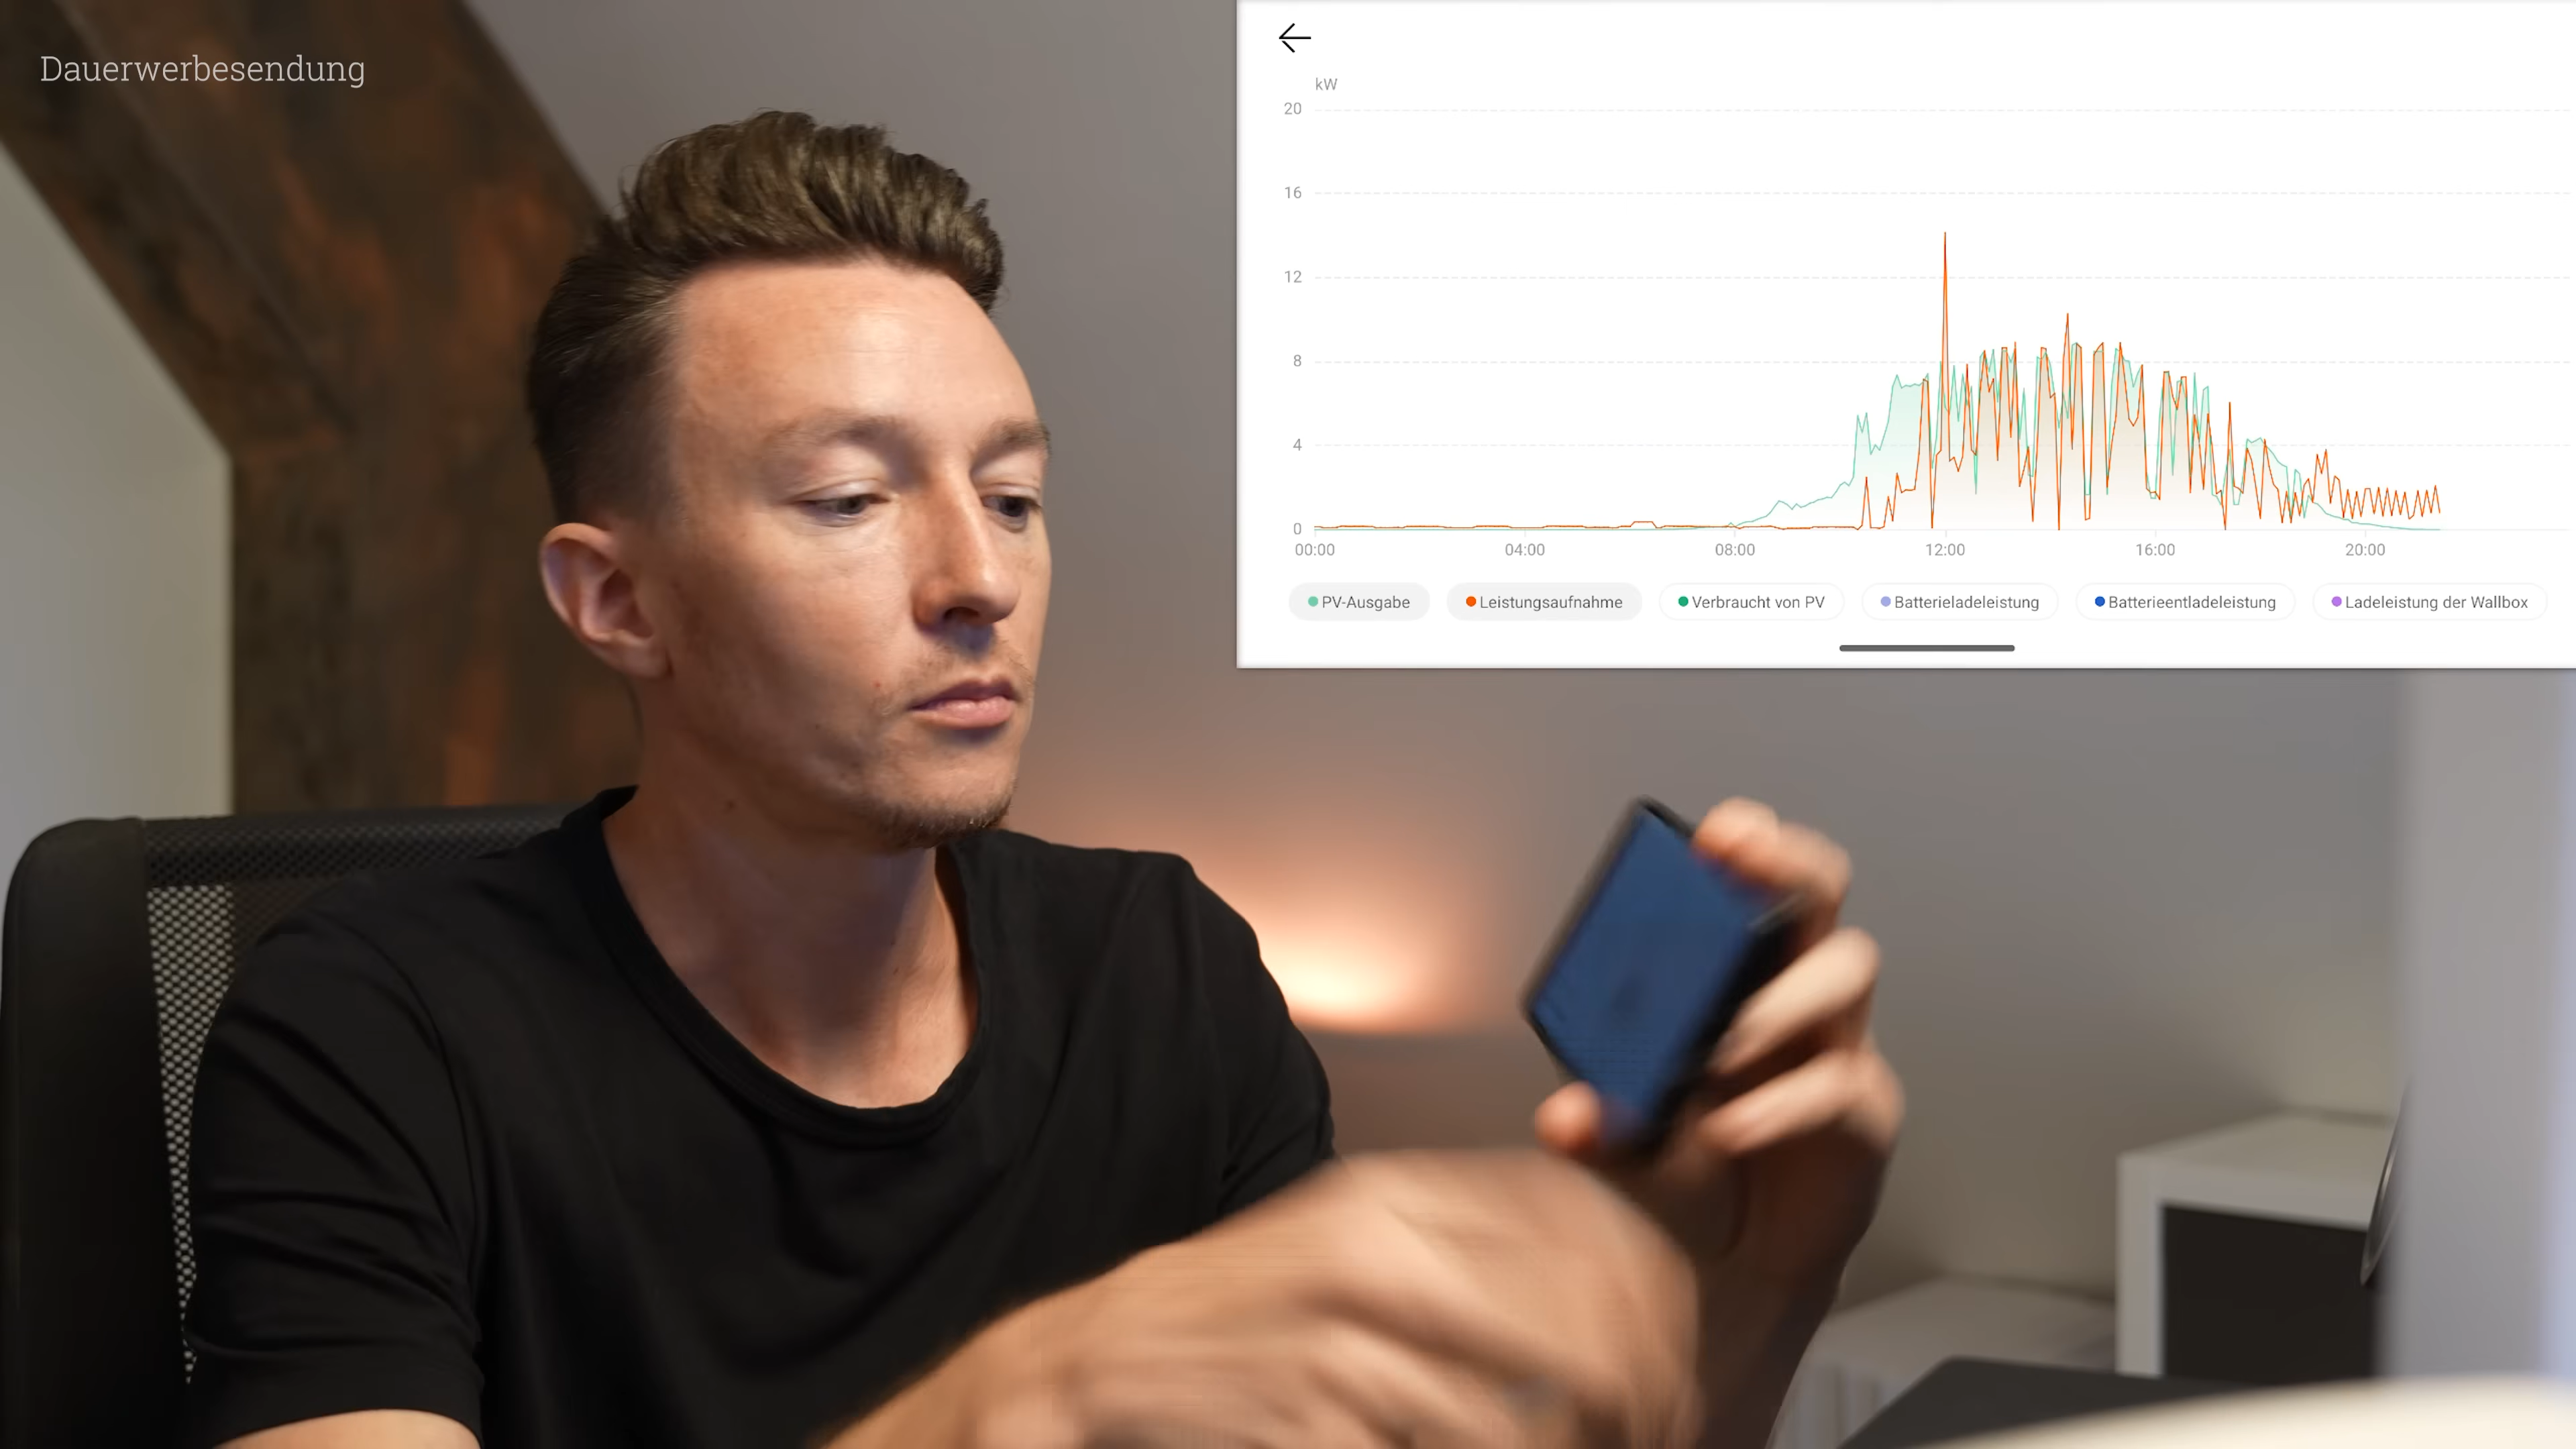 Dauerwerbesendung
kW
20
16
12
8
4
0
00:00 04:00 08:00 12:00 16:00 20:00
PV-Ausgabe Leistungsaufnahme Verbraucht von PV Batterieladeleistung Batterieentladeleistung Ladeleistung der Wallbox